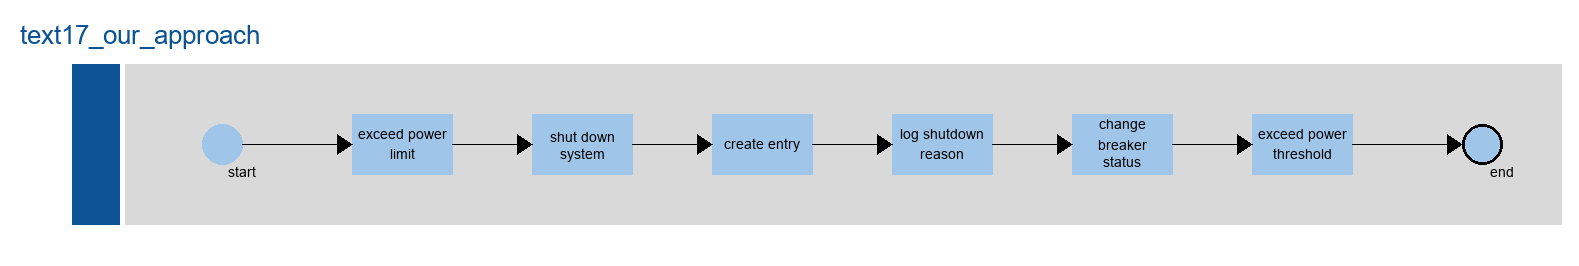 text17_our_approach
start
exceed power
limit
shut down
system
create entry
log shutdown
reason
change
breaker
status
exceed power
threshold
end